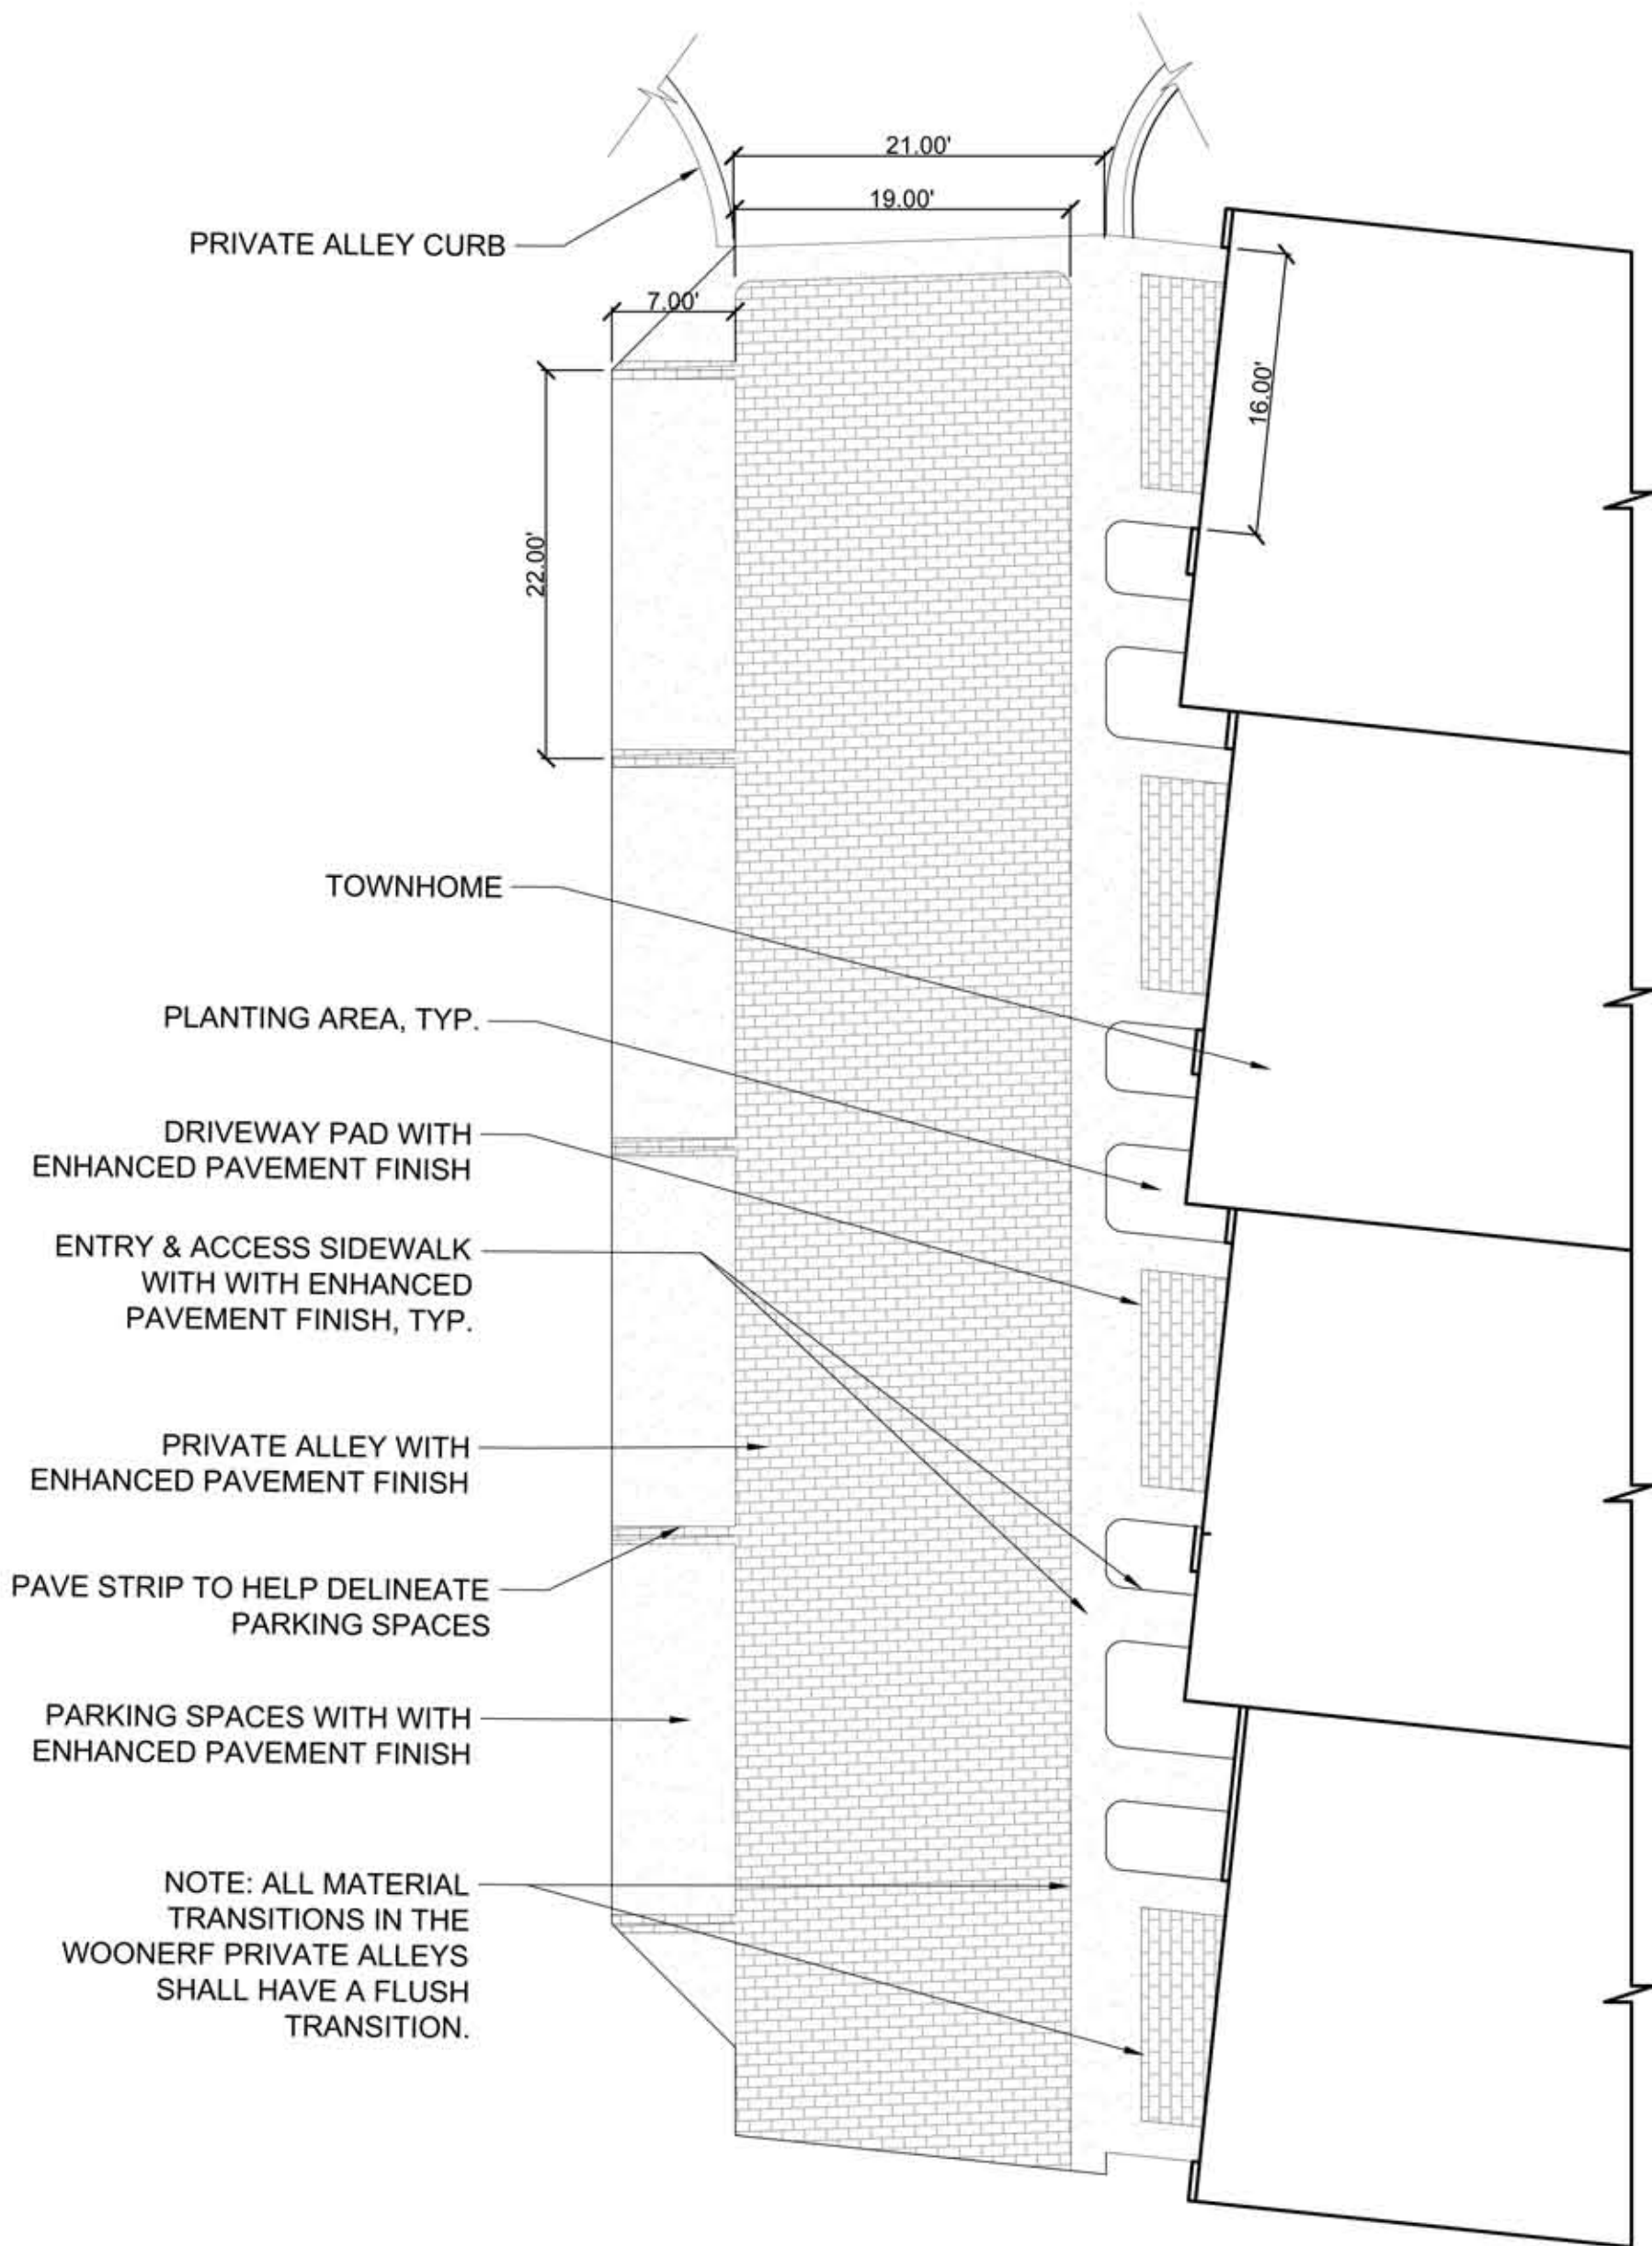 21.00'
19.00'
PRIVATE ALLEY CURB
7.00'
16.00'
22.00'
TOWNHOME
PLANTING AREA, TYP.
DRIVEWAY PAD WITH
ENHANCED PAVEMENT FINISH
ENTRY & ACCESS SIDEWALK
WITH WITH ENHANCED
PAVEMENT FINISH, TYP.
PRIVATE ALLEY WITH
ENHANCED PAVEMENT FINISH
PAVE STRIP TO HELP DELINEATE
PARKING SPACES
PARKING SPACES WITH WITH
ENHANCED PAVEMENT FINISH
NOTE: ALL MATERIAL
TRANSITIONS IN THE
WOONERF PRIVATE ALLEYS
SHALL HAVE A FLUSH
TRANSITION.